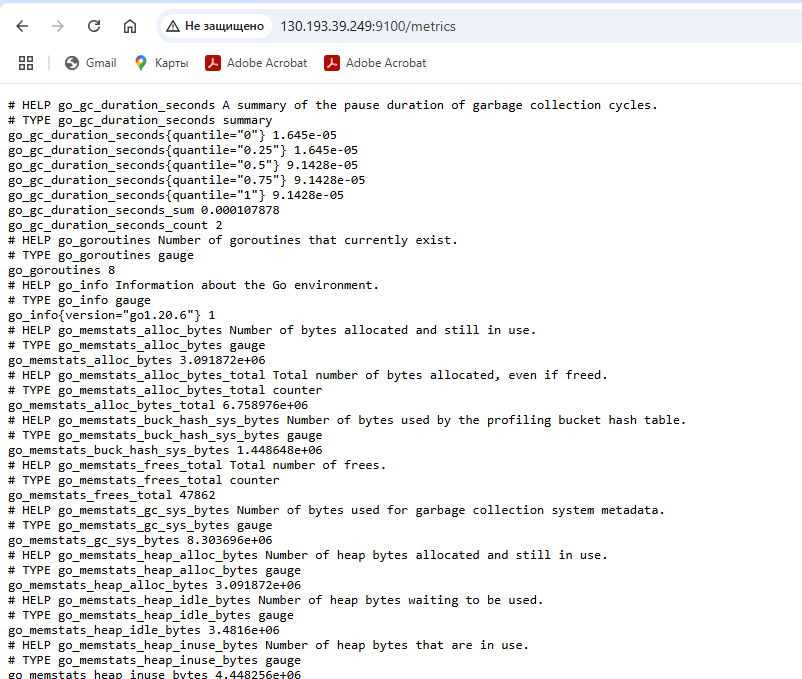 Не защищено 130.193.39.249:9100/metrics
Gmail Карты Adobe Acrobat Adobe Acrobat
# HELP go_gc_duration_seconds A summary of the pause duration of garbage collection cycles.
# TYPE go_gc_duration_seconds summary
go_gc_duration_seconds{quantile="0"} 1.645e-05
go_gc_duration_seconds{quantile="0.25"} 1.645e-05
go_gc_duration_seconds{quantile="0.5"} 9.1428e-05
go_gc_duration_seconds{quantile="0.75"} 9.1428e-05
go_gc_duration_seconds{quantile="1"} 9.1428e-05
go_gc_duration_seconds_sum 0.000107878
go_gc_duration_seconds_count 2
# HELP go_goroutines Number of goroutines that currently exist.
# TYPE go_goroutines gauge
go_goroutines 8
# HELP go_info Information about the Go environment.
# TYPE go_info gauge
go_info{version="go1.20.6"} 1
# HELP go_memstats_alloc_bytes Number of bytes allocated and still in use.
# TYPE go_memstats_alloc_bytes gauge
go_memstats_alloc_bytes 3.091872e+06
# HELP go_memstats_alloc_bytes_total Total number of bytes allocated, even if freed.
# TYPE go_memstats_alloc_bytes_total counter
go_memstats_alloc_bytes_total 6.758976e+06
# HELP go_memstats_buck_hash_sys_bytes Number of bytes used by the profiling bucket hash table.
# TYPE go_memstats_buck_hash_sys_bytes gauge
go_memstats_buck_hash_sys_bytes 1.448648e+06
# HELP go_memstats_frees_total Total number of frees.
# TYPE go_memstats_frees_total counter
go_memstats_frees_total 47862
# HELP go_memstats_gc_sys_bytes Number of bytes used for garbage collection system metadata.
# TYPE go_memstats_gc_sys_bytes gauge
go_memstats_gc_sys_bytes 8.303696e+06
# HELP go_memstats_heap_alloc_bytes Number of heap bytes allocated and still in use.
# TYPE go_memstats_heap_alloc_bytes gauge
go_memstats_heap_alloc_bytes 3.091872e+06
# HELP go_memstats_heap_idle_bytes Number of heap bytes waiting to be used.
# TYPE go_memstats_heap_idle_bytes gauge
go_memstats_heap_idle_bytes 3.4816e+06
# HELP go_memstats_heap_inuse_bytes Number of heap bytes that are in use.
# TYPE go_memstats_heap_inuse_bytes gauge
go_memstats_heap_inuse_bytes 4.448256e+06